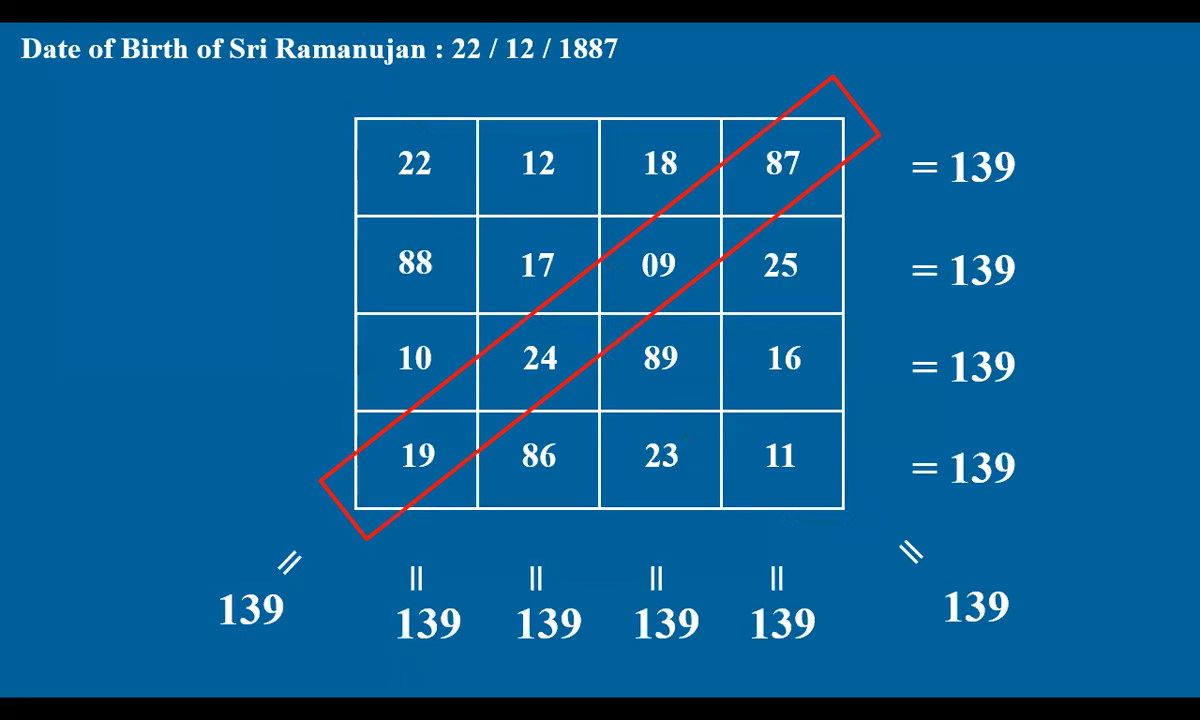 Date of Birth of Sri Ramanujan : 22 / 12 / 1887
22 12 18 87 = 139
88 17 09 25 = 139
10 24 89 16 = 139
19 86 23 11 = 139
= = = = = =
139 139 139 139 139 139